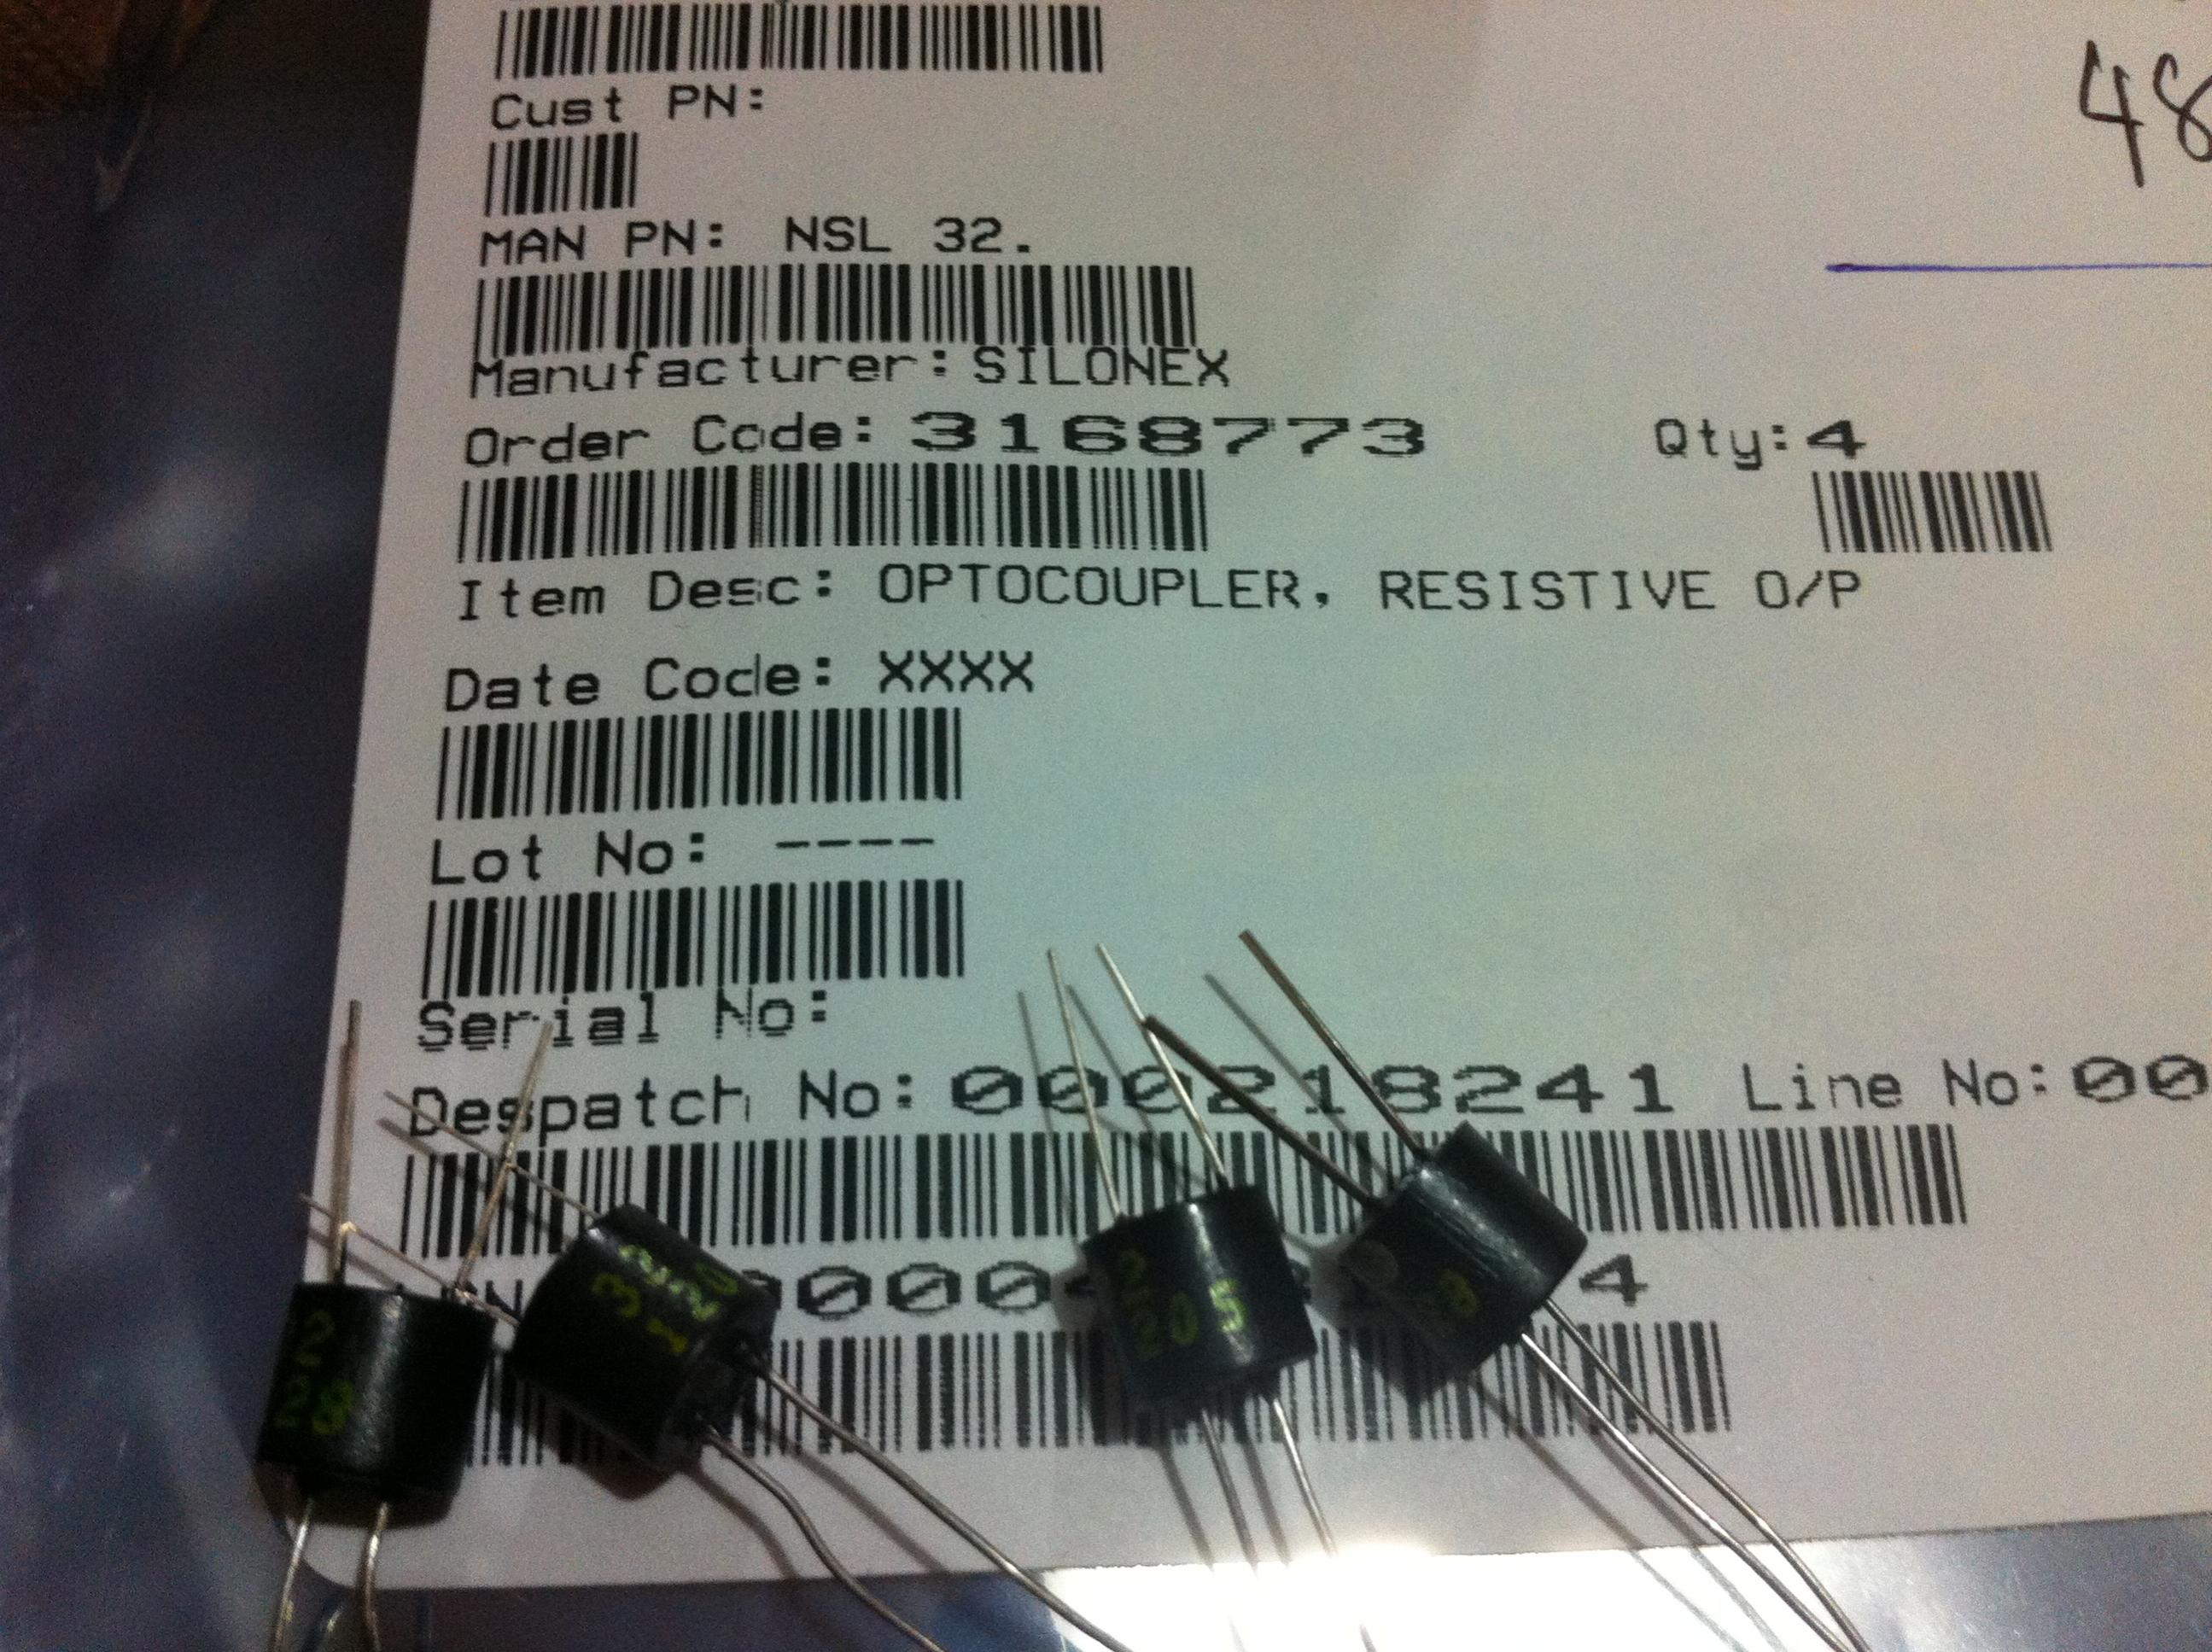 48
Cust PN:
MAN PN: NSL 32.
Manufacturer: SILONEX
Order Code: 3168773 Qty:4
Item Desc: OPTOCOUPLER, RESISTIVE O/P
Date Code: XXXX
Lot No: ----
Serial No:
Despatch No: 000218241 Line No:00